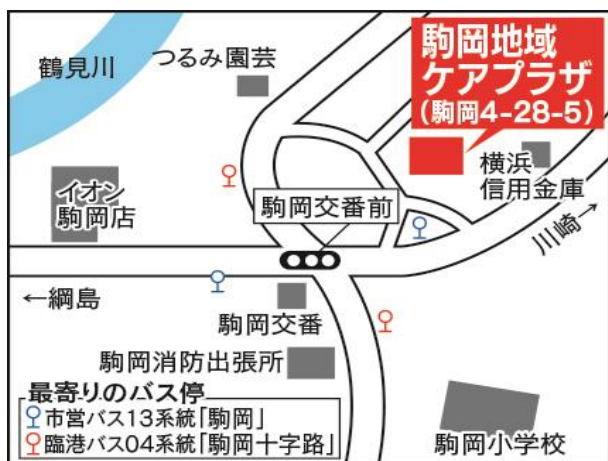 鶴見川
つるみ園芸
駒岡地域
ケアプラザ
(駒岡4-28-5)
横浜
信用金庫
イオン
駒岡店
駒岡交番前
川崎→
←綱島
駒岡交番
駒岡消防出張所
最寄りのバス停
市営バス13系統「駒岡」
臨港バス04系統「駒岡十字路」
駒岡小学校